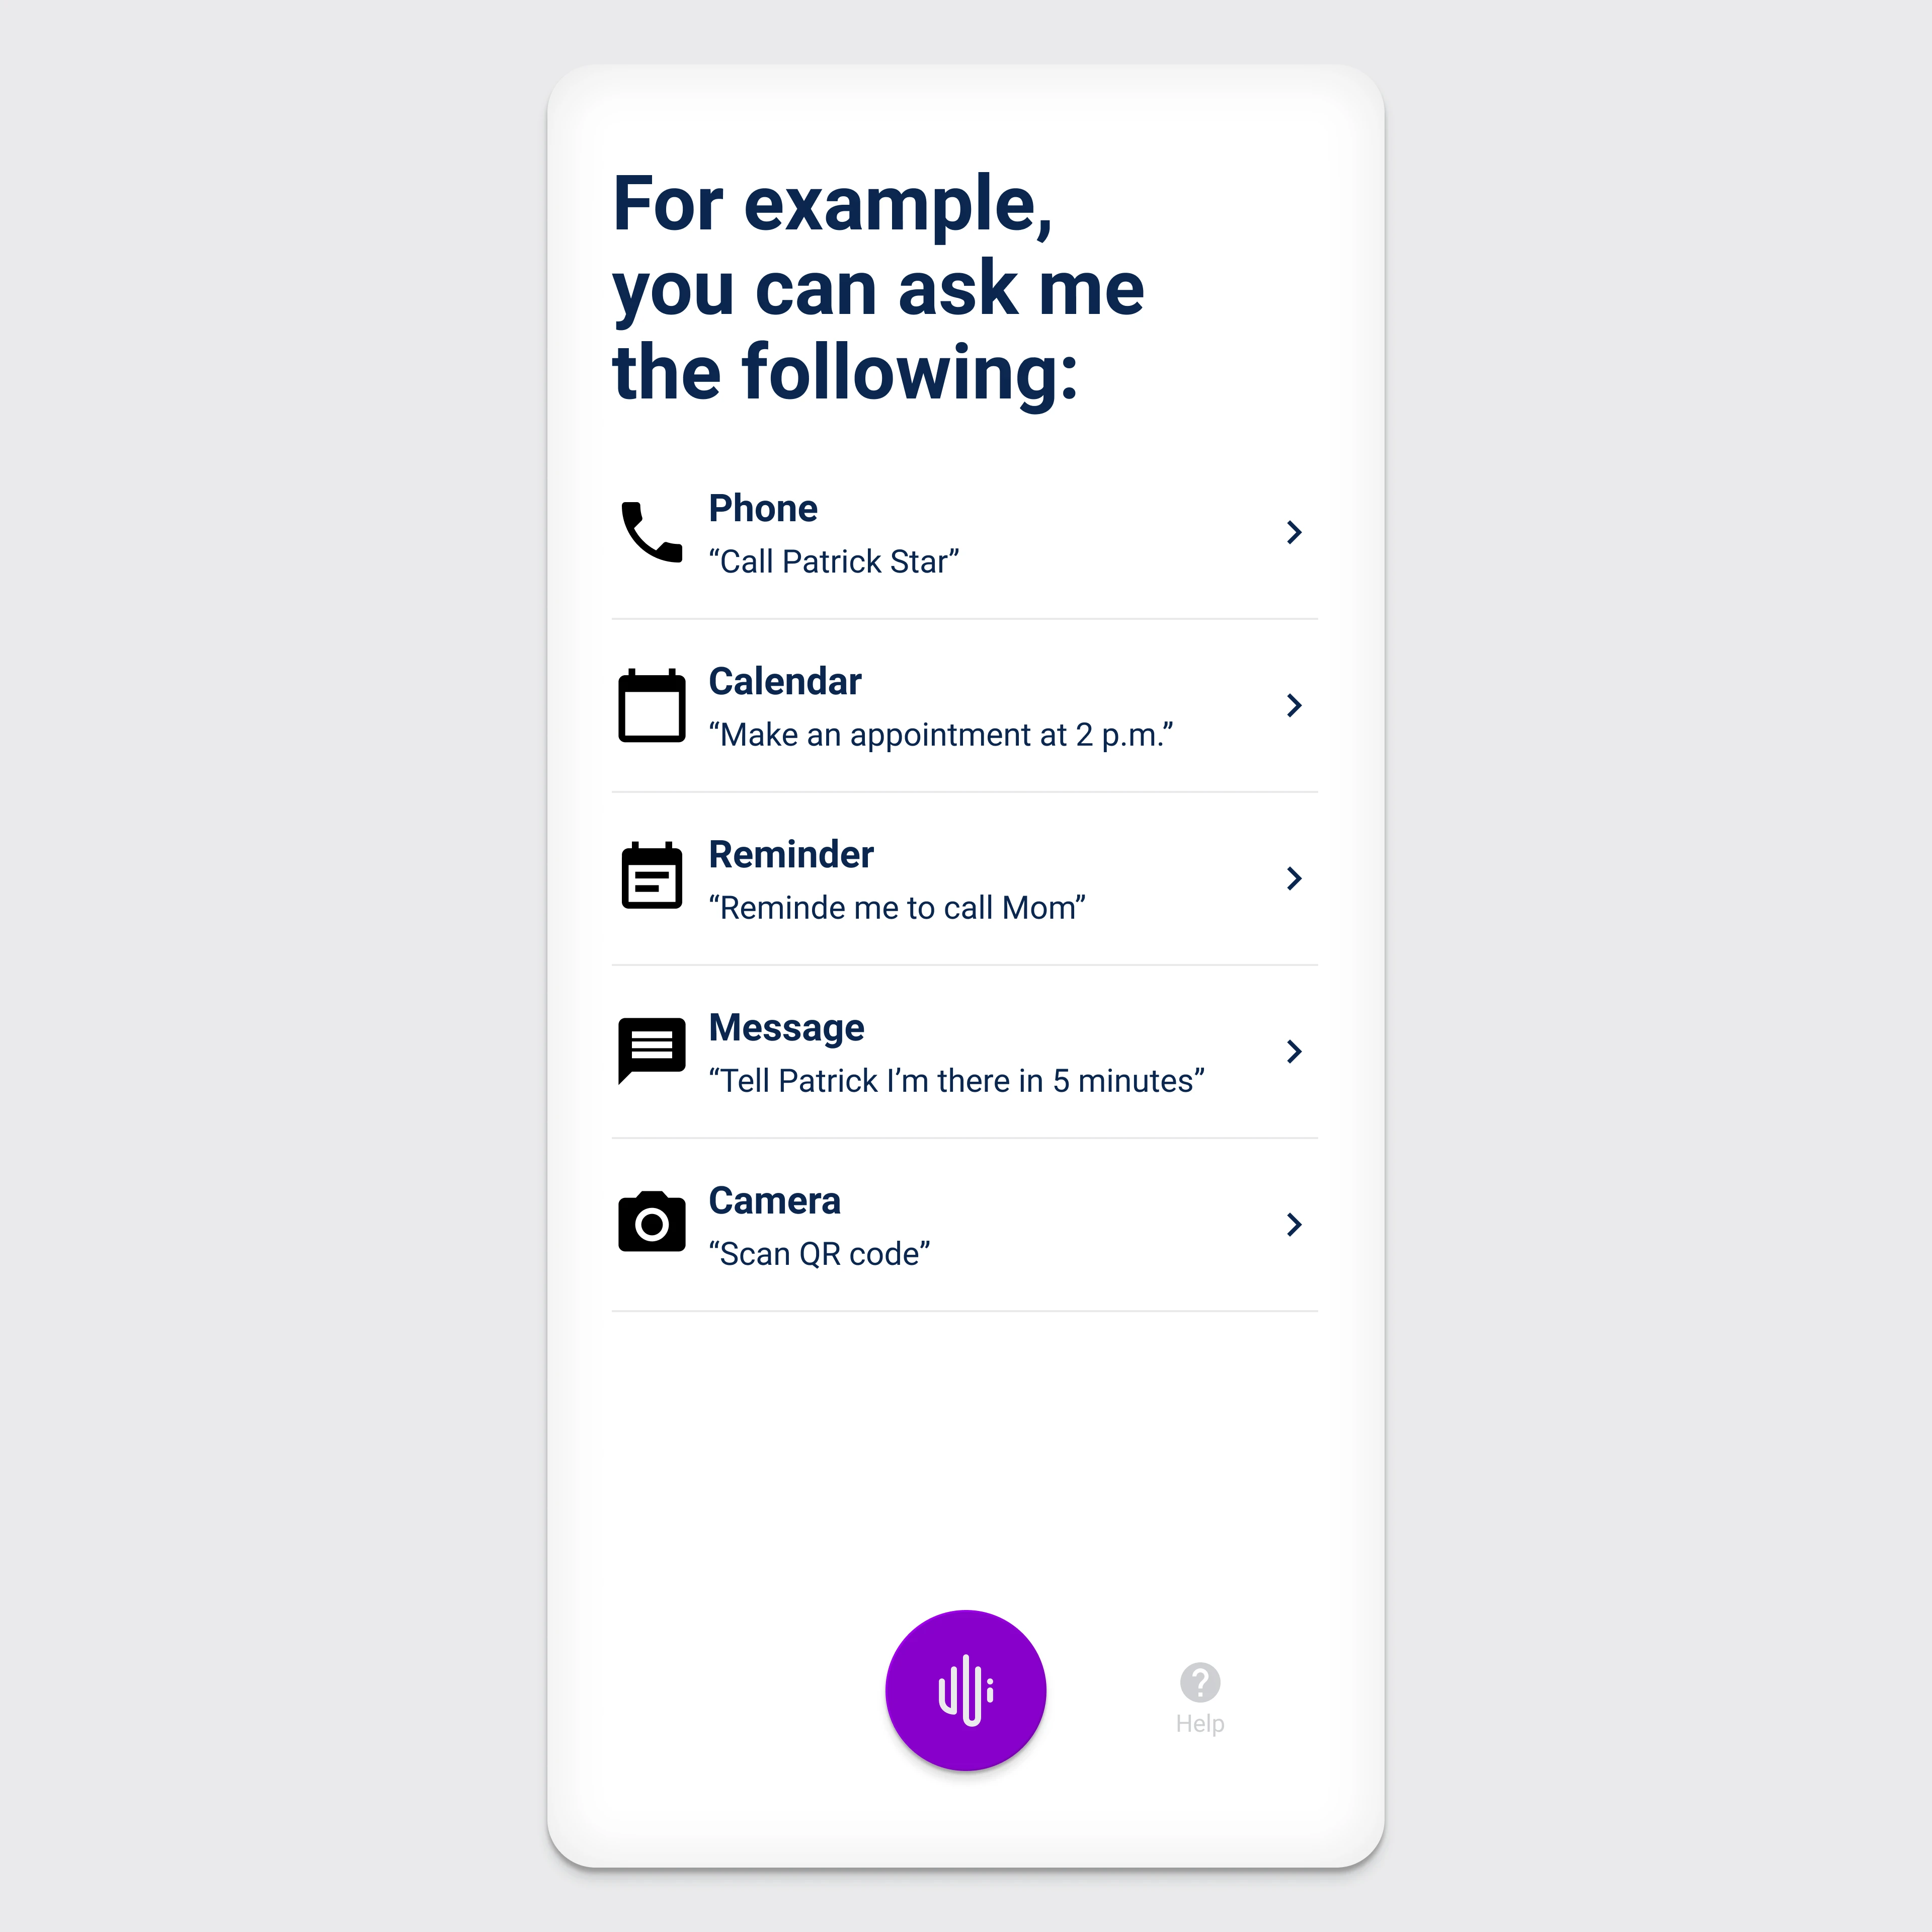 For example,
you can ask me
the following:
Phone
“Call Patrick Star”
Calendar
“Make an appointment at 2 p.m.”
Reminder
“Reminde me to call Mom”
Message
“Tell Patrick I’m there in 5 minutes”
Camera
“Scan QR code”
Help